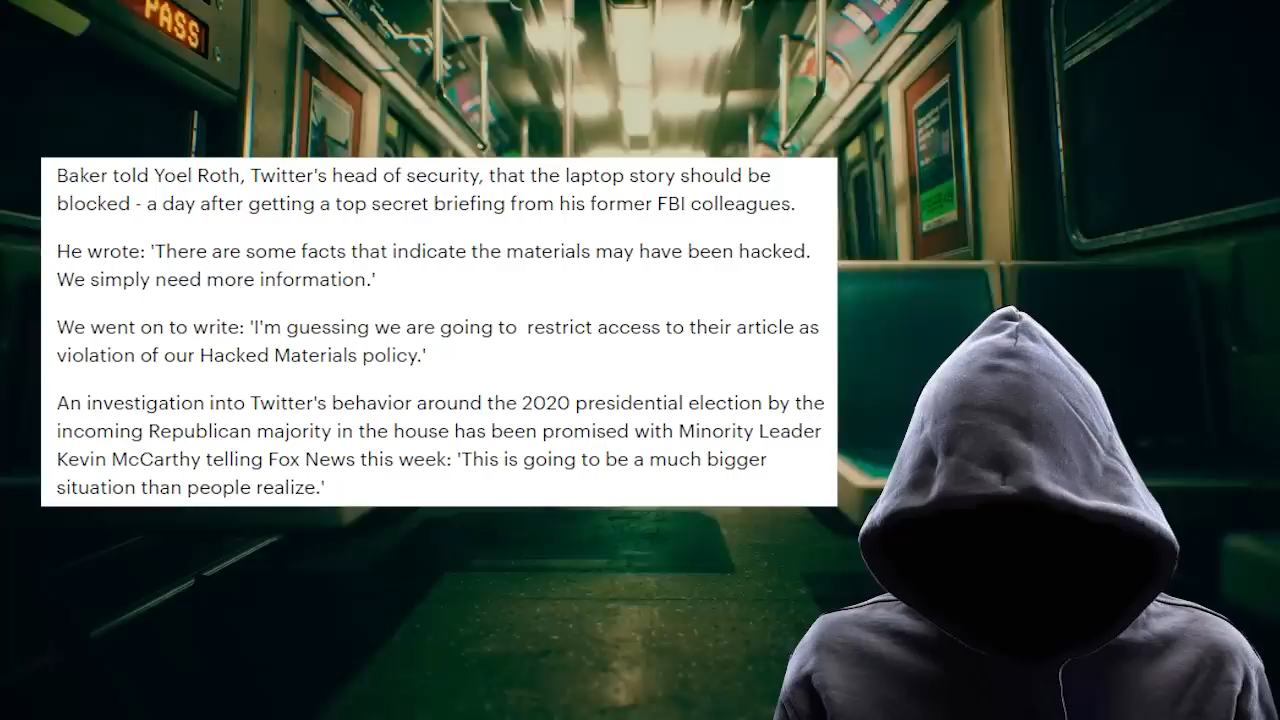 PASS
Baker told Yoel Roth, Twitter's head of security, that the laptop story should be
blocked - a day after getting a top secret briefing from his former FBI colleagues.
He wrote: 'There are some facts that indicate the materials may have been hacked.
We simply need more information.'
We went on to write: 'I'm guessing we are going to  restrict access to their article as
violation of our Hacked Materials policy.'
An investigation into Twitter's behavior around the 2020 presidential election by the
incoming Republican majority in the house has been promised with Minority Leader
Kevin McCarthy telling Fox News this week: 'This is going to be a much bigger
situation than people realize.'